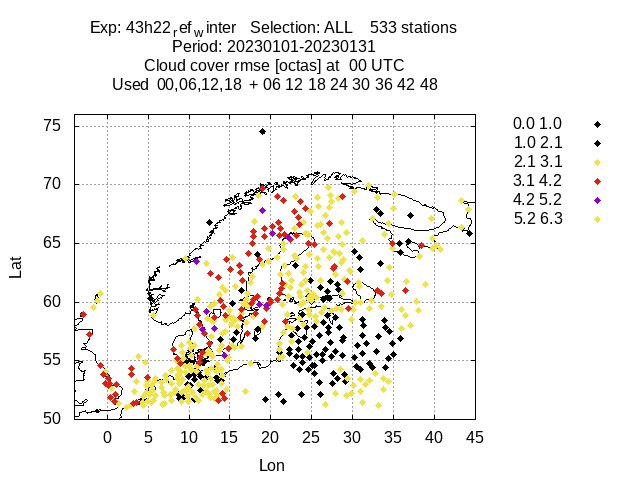 Exp: 43h22refwinter   Selection: ALL    533 stations
Period: 20230101-20230131
Cloud cover rmse [octas] at  00 UTC
Used  00,06,12,18  + 06 12 18 24 30 36 42 48
0.0 1.0
1.0 2.1
2.1 3.1
3.1 4.2
4.2 5.2
5.2 6.3
75
70
65
60
55
50
Lat
0 5 10 15 20 25 30 35 40 45
Lon